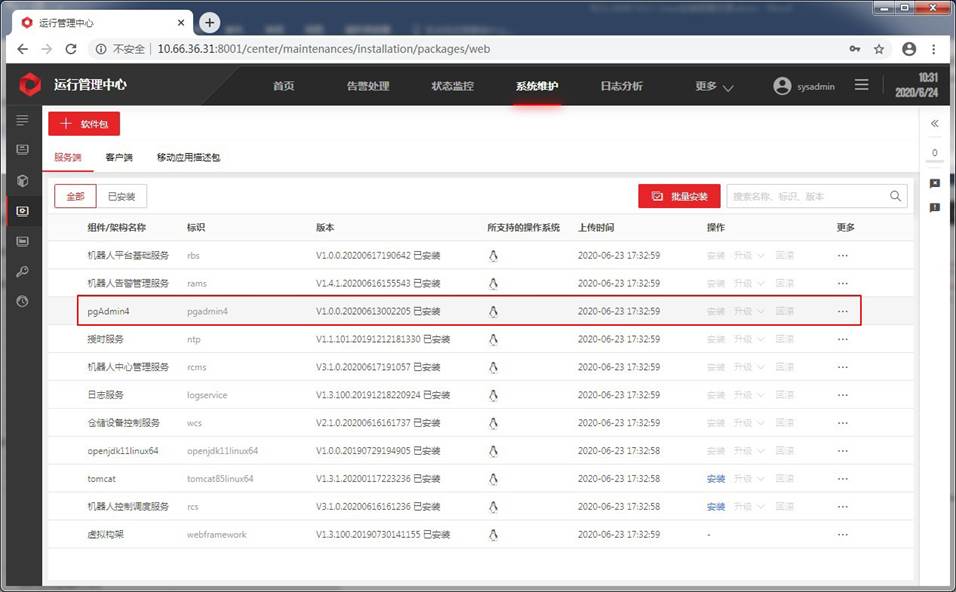 运行管理中心
不安全 | 10.66.36.31:8001/center/maintenances/installation/packages/web
运行管理中心 首页 告警处理 状态监控 系统维护 日志分析 更多 sysadmin 10:31
2020/6/24
软件包
服务端 客户端 移动应用描述包
0
全部 已安装 批量安装 搜索名称、标识、版本
组件/架构名称 标识 版本 所支持的操作系统 上传时间 操作 更多
机器人平台基础服务 rbs V1.0.0.20200617190642 已安装 2020-06-23 17:32:59 安装 升级 回滚 ...
机器人告警管理服务 rams V1.4.1.20200616155543 已安装 2020-06-23 17:32:59 安装 升级 回滚 ...
pgAdmin4 pgadmin4 V1.0.0.20200613002205 已安装 2020-06-23 17:32:59 安装 升级 回滚 ...
授时服务 ntp V1.1.101.20191212181330 已安装 2020-06-23 17:32:59 安装 升级 回滚 ...
机器人中心管理服务 rcms V3.1.0.20200617191057 已安装 2020-06-23 17:32:59 安装 升级 回滚 ...
日志服务 logservice V1.3.100.20191218220924 已安装 2020-06-23 17:32:59 安装 升级 回滚 ...
仓储设备控制服务 wcs V2.1.0.20200616161737 已安装 2020-06-23 17:32:59 安装 升级 回滚 ...
openjdk11linux64 openjdk11linux64 V1.0.0.20190729194905 已安装 2020-06-23 17:32:58 安装 升级 回滚 ...
tomcat tomcat85linux64 V1.3.1.20200117223236 已安装 2020-06-23 17:32:58 安装 升级 回滚 ...
机器人控制调度服务 rcs V3.1.0.20200616161236 已安装 2020-06-23 17:32:58 安装 升级 回滚 ...
虚拟构架 webframework V1.3.100.20190730141155 已安装 2020-06-23 17:32:59 - ...